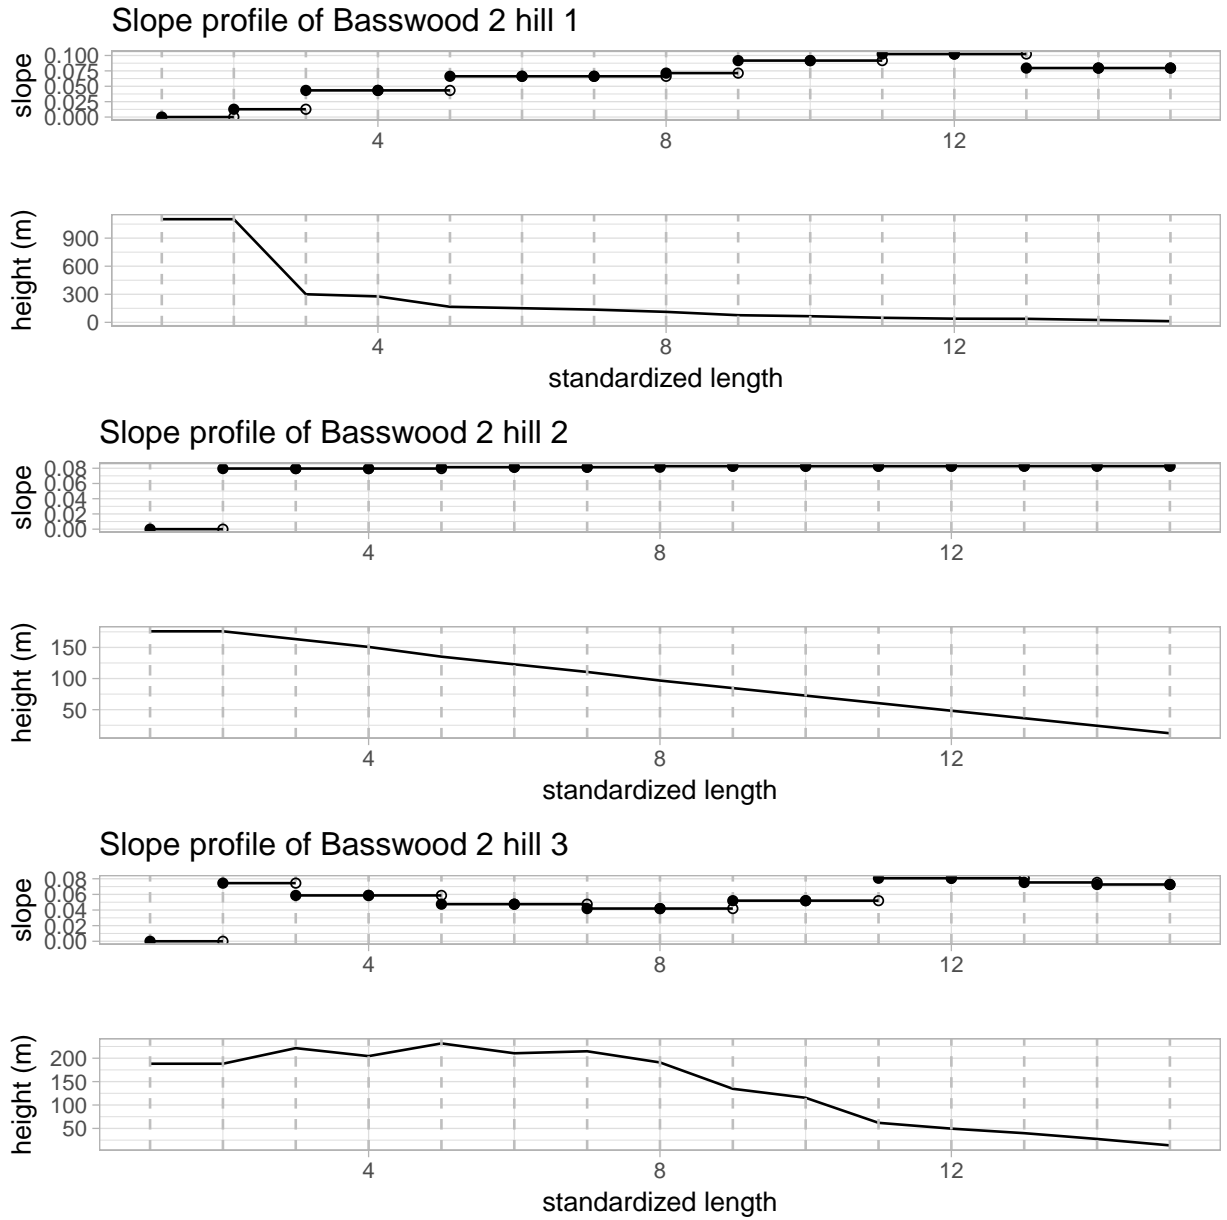 Slope profile of Basswood 2 hill 1
slope
0.100
0.075
0.050
0.025
0.000
4 8 12
height (m)
900
600
300
0
4 8 12
standardized length
Slope profile of Basswood 2 hill 2
slope
0.08
0.06
0.04
0.02
0.00
4 8 12
height (m)
150
100
50
4 8 12
standardized length
Slope profile of Basswood 2 hill 3
slope
0.08
0.06
0.04
0.02
0.00
4 8 12
height (m)
200
150
100
50
4 8 12
standardized length